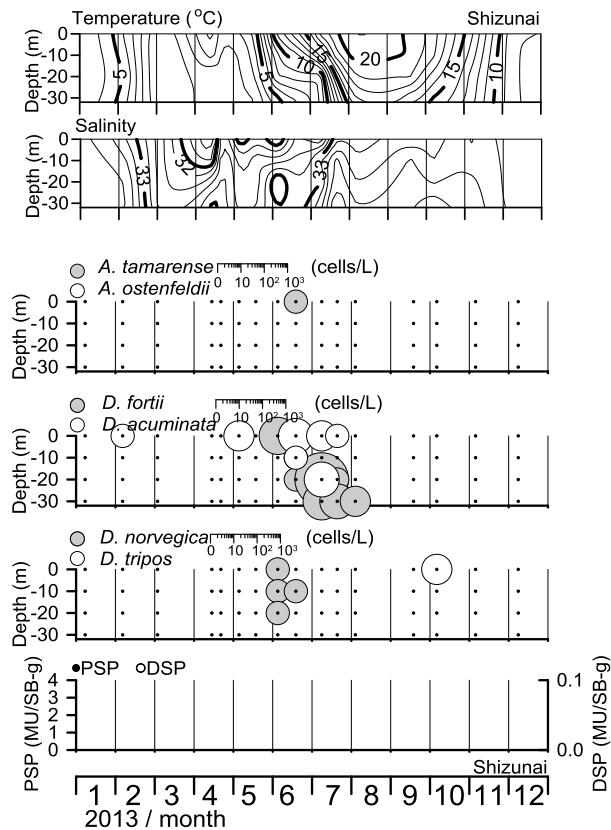 Temperature (°C) Shizunai
Depth (m) 0 -10 -20 -30
5 5 10 15 20 15 10
Salinity
Depth (m) 0 -10 -20 -30
33 32 33
A. tamarense (cells/L)
A. ostenfeldii 0 10 10² 10³
Depth (m) 0 -10 -20 -30
D. fortii (cells/L)
D. acuminata 0 10 10² 10³
Depth (m) 0 -10 -20 -30
D. norvegica (cells/L)
D. tripos 0 10 10² 10³
Depth (m) 0 -10 -20 -30
PSP DSP
PSP (MU/SB-g) 4 3 2 1 0
DSP (MU/SB-g) 0.1 0.0
Shizunai
1 2 3 4 5 6 7 8 9 10 11 12
2013 / month